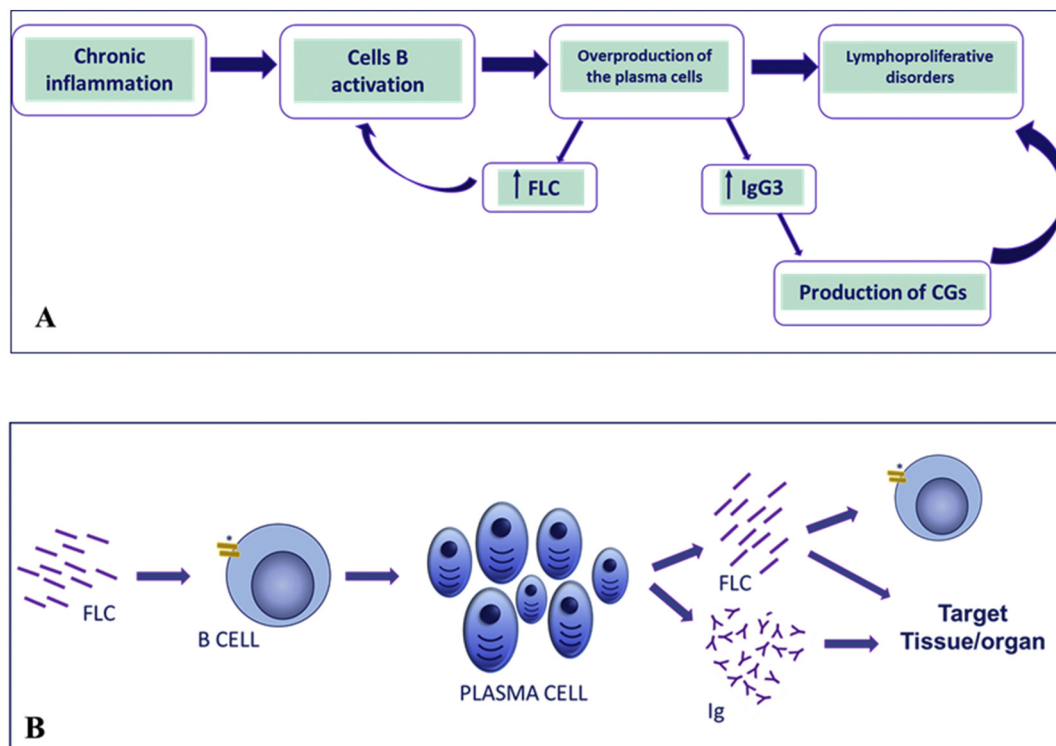 Chronic
inflammation
Cells B
activation
Overproduction of
the plasma cells
Lymphoproliferative
disorders
↑ FLC
↑ IgG3
Production of CGs
A
*
*
FLC
B CELL
PLASMA CELL
FLC
Ig
Target
Tissue/organ
B